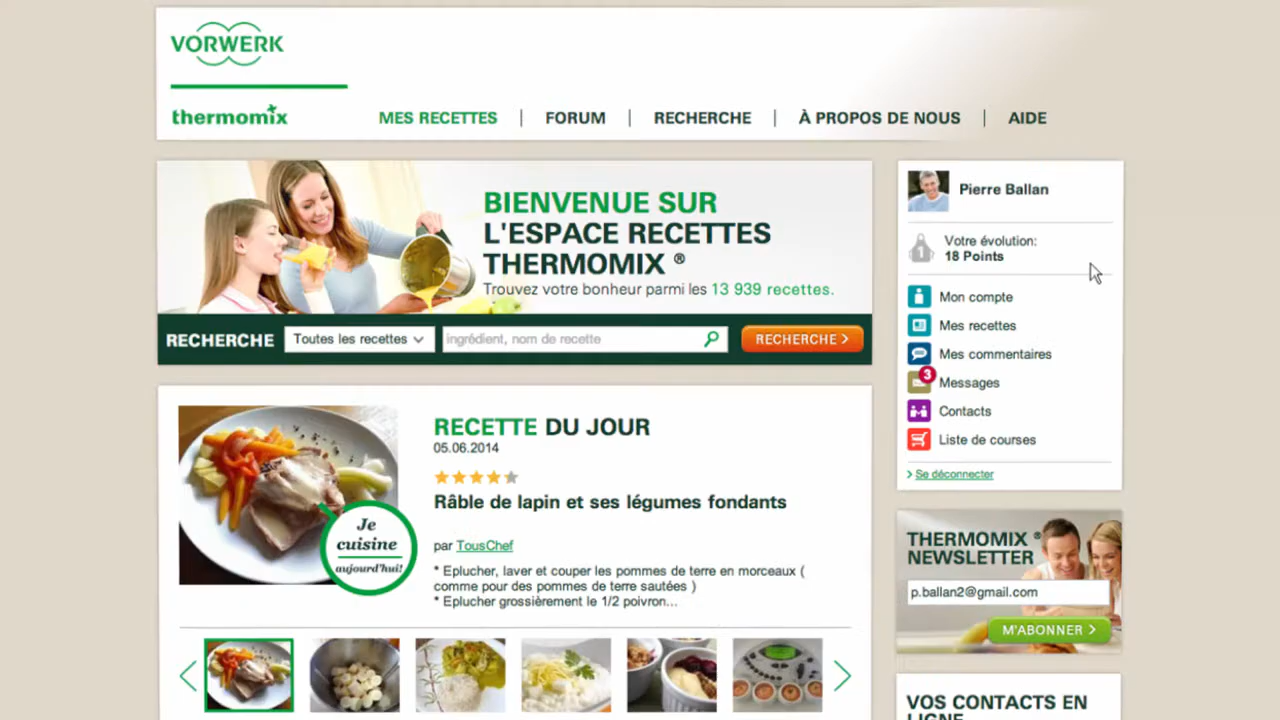 VORWERK
thermomix
MES RECETTES | FORUM | RECHERCHE | À PROPOS DE NOUS | AIDE
BIENVENUE SUR
L'ESPACE RECETTES
THERMOMIX ®
Trouvez votre bonheur parmi les 13 939 recettes.
RECHERCHE Toutes les recettes ingrédient, nom de recette RECHERCHE >
RECETTE DU JOUR
05.06.2014
Râble de lapin et ses légumes fondants
par TousChef
* Eplucher, laver et couper les pommes de terre en morceaux (
comme pour des pommes de terre sautées )
* Eplucher grossièrement le 1/2 poivron...
Je
cuisine
aujourd'hui!
Pierre Ballan
1
Votre évolution:
18 Points
Mon compte
Mes recettes
Mes commentaires
3
Messages
Contacts
Liste de courses
> Se déconnecter
THERMOMIX ®
NEWSLETTER
p.ballan2@gmail.com
M'ABONNER >
VOS CONTACTS EN
LIGNE